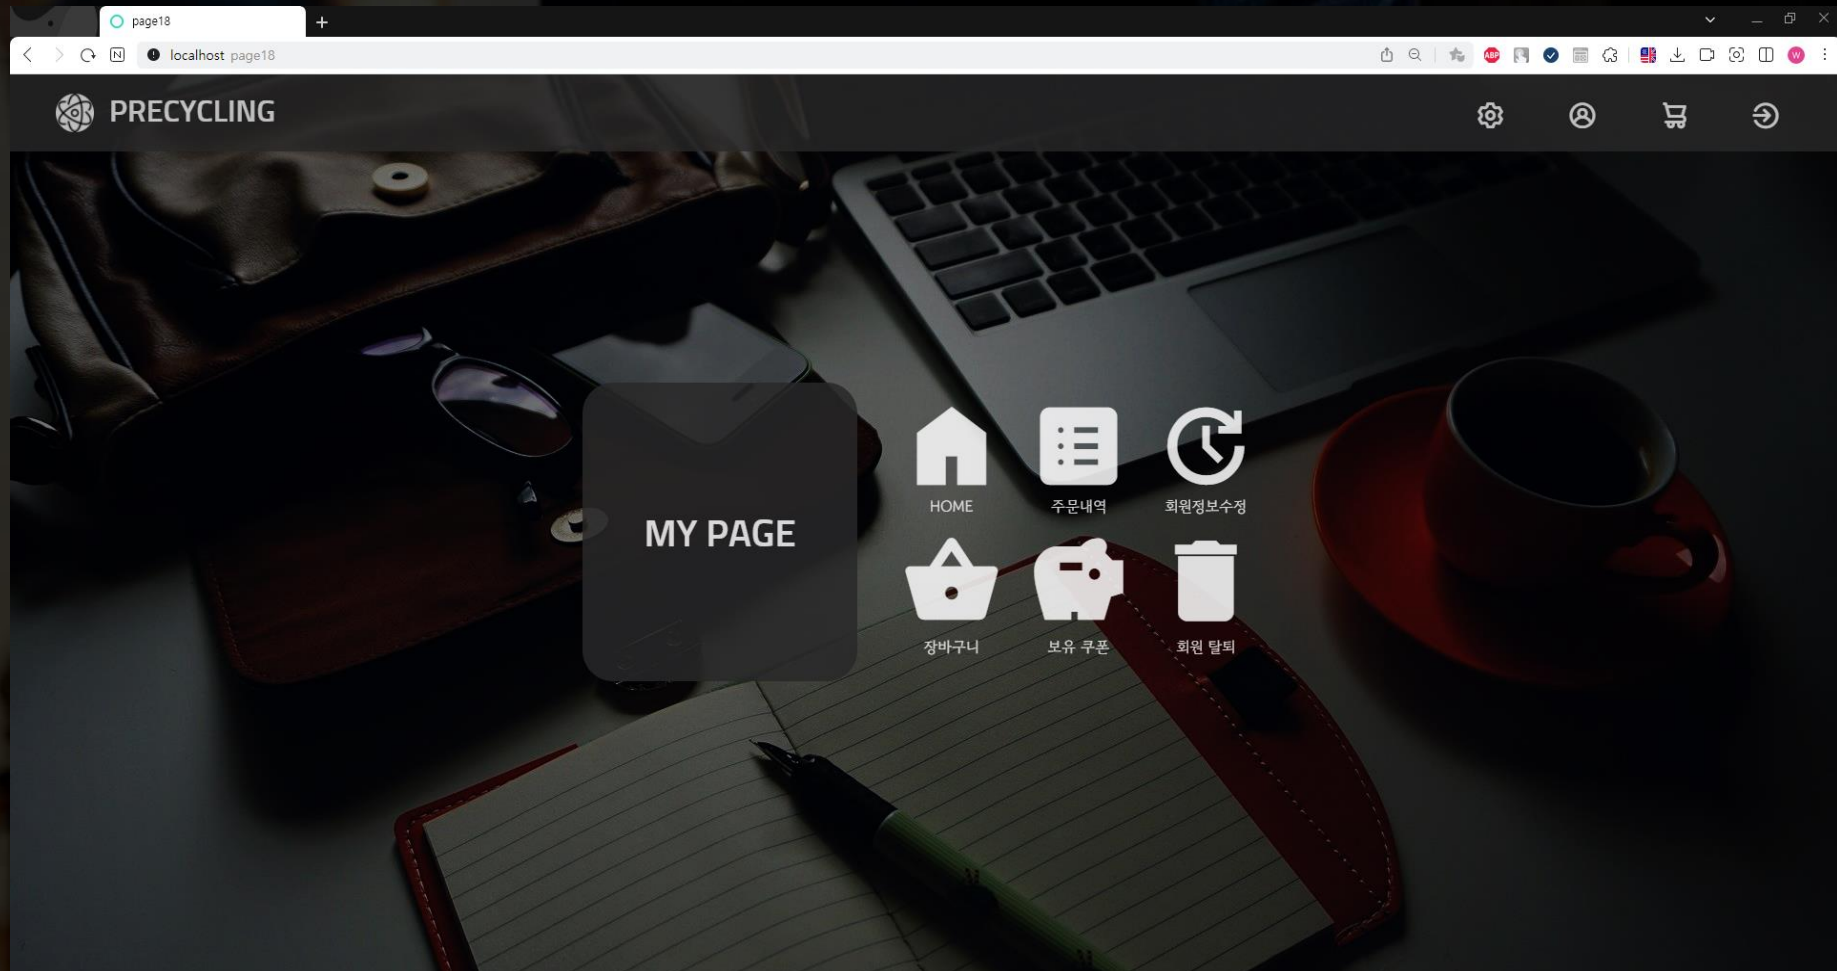 page18
localhost page18
ABP
W
PRECYCLING
MY PAGE
HOME
주문내역
회원정보수정
장바구니
보유 쿠폰
회원 탈퇴